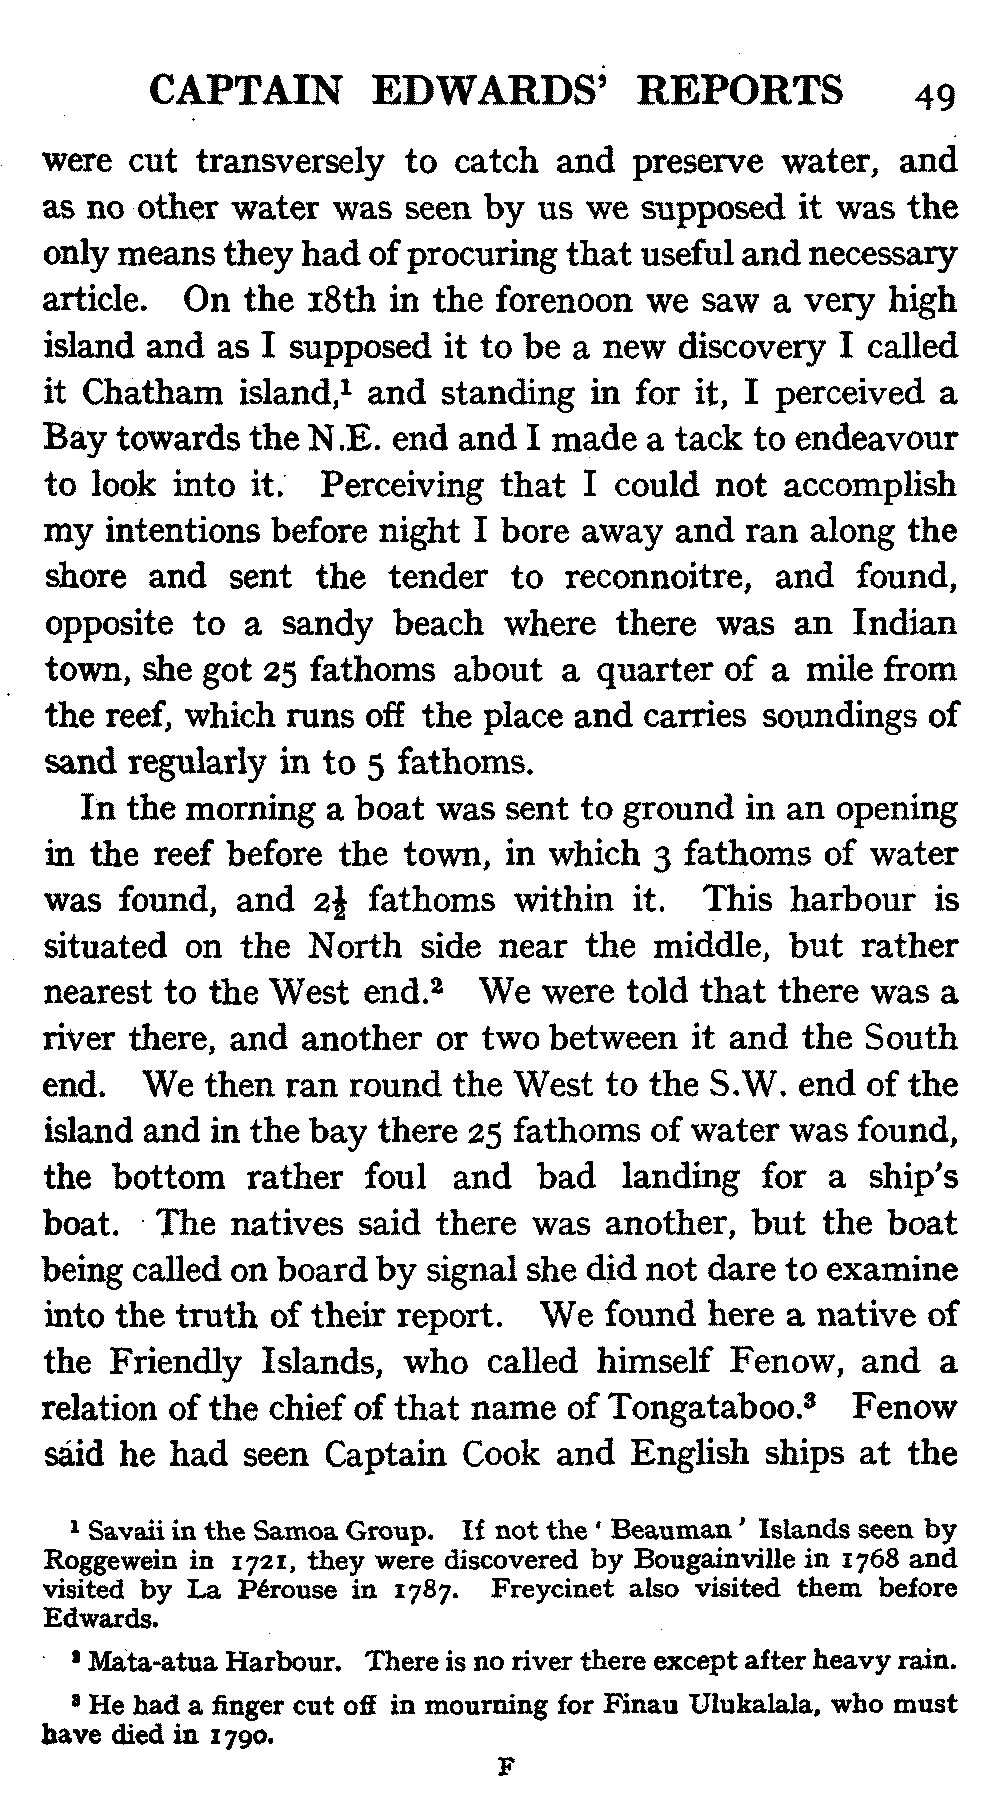 CAPTAIN EDWARDS' REPORTS 49
were cut transversely to catch and preserve water, and
as no other water was seen by us we supposed it was the
only means they had of procuring that useful and necessary
article. On the 18th in the forenoon we saw a very high
island and as I supposed it to be a new discovery I called
it Chatham island,¹ and standing in for it, I perceived a
Bay towards the N.E. end and I made a tack to endeavour
to look into it. Perceiving that I could not accomplish
my intentions before night I bore away and ran along the
shore and sent the tender to reconnoitre, and found,
opposite to a sandy beach where there was an Indian
town, she got 25 fathoms about a quarter of a mile from
the reef, which runs off the place and carries soundings of
sand regularly in to 5 fathoms.
In the morning a boat was sent to ground in an opening
in the reef before the town, in which 3 fathoms of water
was found, and 2½ fathoms within it. This harbour is
situated on the North side near the middle, but rather
nearest to the West end.² We were told that there was a
river there, and another or two between it and the South
end. We then ran round the West to the S.W. end of the
island and in the bay there 25 fathoms of water was found,
the bottom rather foul and bad landing for a ship's
boat. The natives said there was another, but the boat
being called on board by signal she did not dare to examine
into the truth of their report. We found here a native of
the Friendly Islands, who called himself Fenow, and a
relation of the chief of that name of Tongataboo.³ Fenow
said he had seen Captain Cook and English ships at the
¹ Savaii in the Samoa Group. If not the ‘ Beauman ’ Islands seen by
Roggewein in 1721, they were discovered by Bougainville in 1768 and
visited by La Pérouse in 1787. Freycinet also visited them before
Edwards.
² Mata-atua Harbour. There is no river there except after heavy rain.
³ He had a finger cut off in mourning for Finau Ulukalala, who must
have died in 1790.
F